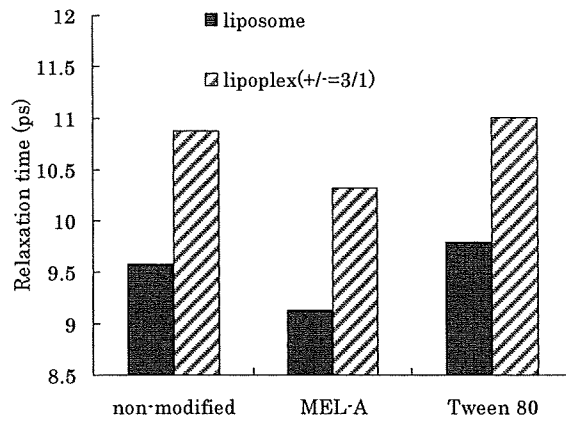 12
11.5
11
10.5
10
9.5
9
8.5
Relaxation time (ps)
liposome
lipoplex(+/-=3/1)
non-modified
MEL-A
Tween 80